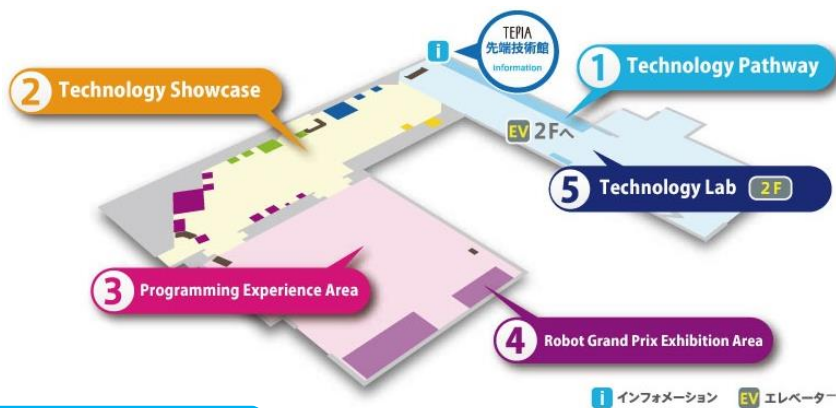 TEPIA
先端技術館
Information
i
1 Technology Pathway
2 Technology Showcase
EV 2Fへ
5 Technology Lab 2F
3 Programming Experience Area
4 Robot Grand Prix Exhibition Area
i インフォメーション EV エレベーター